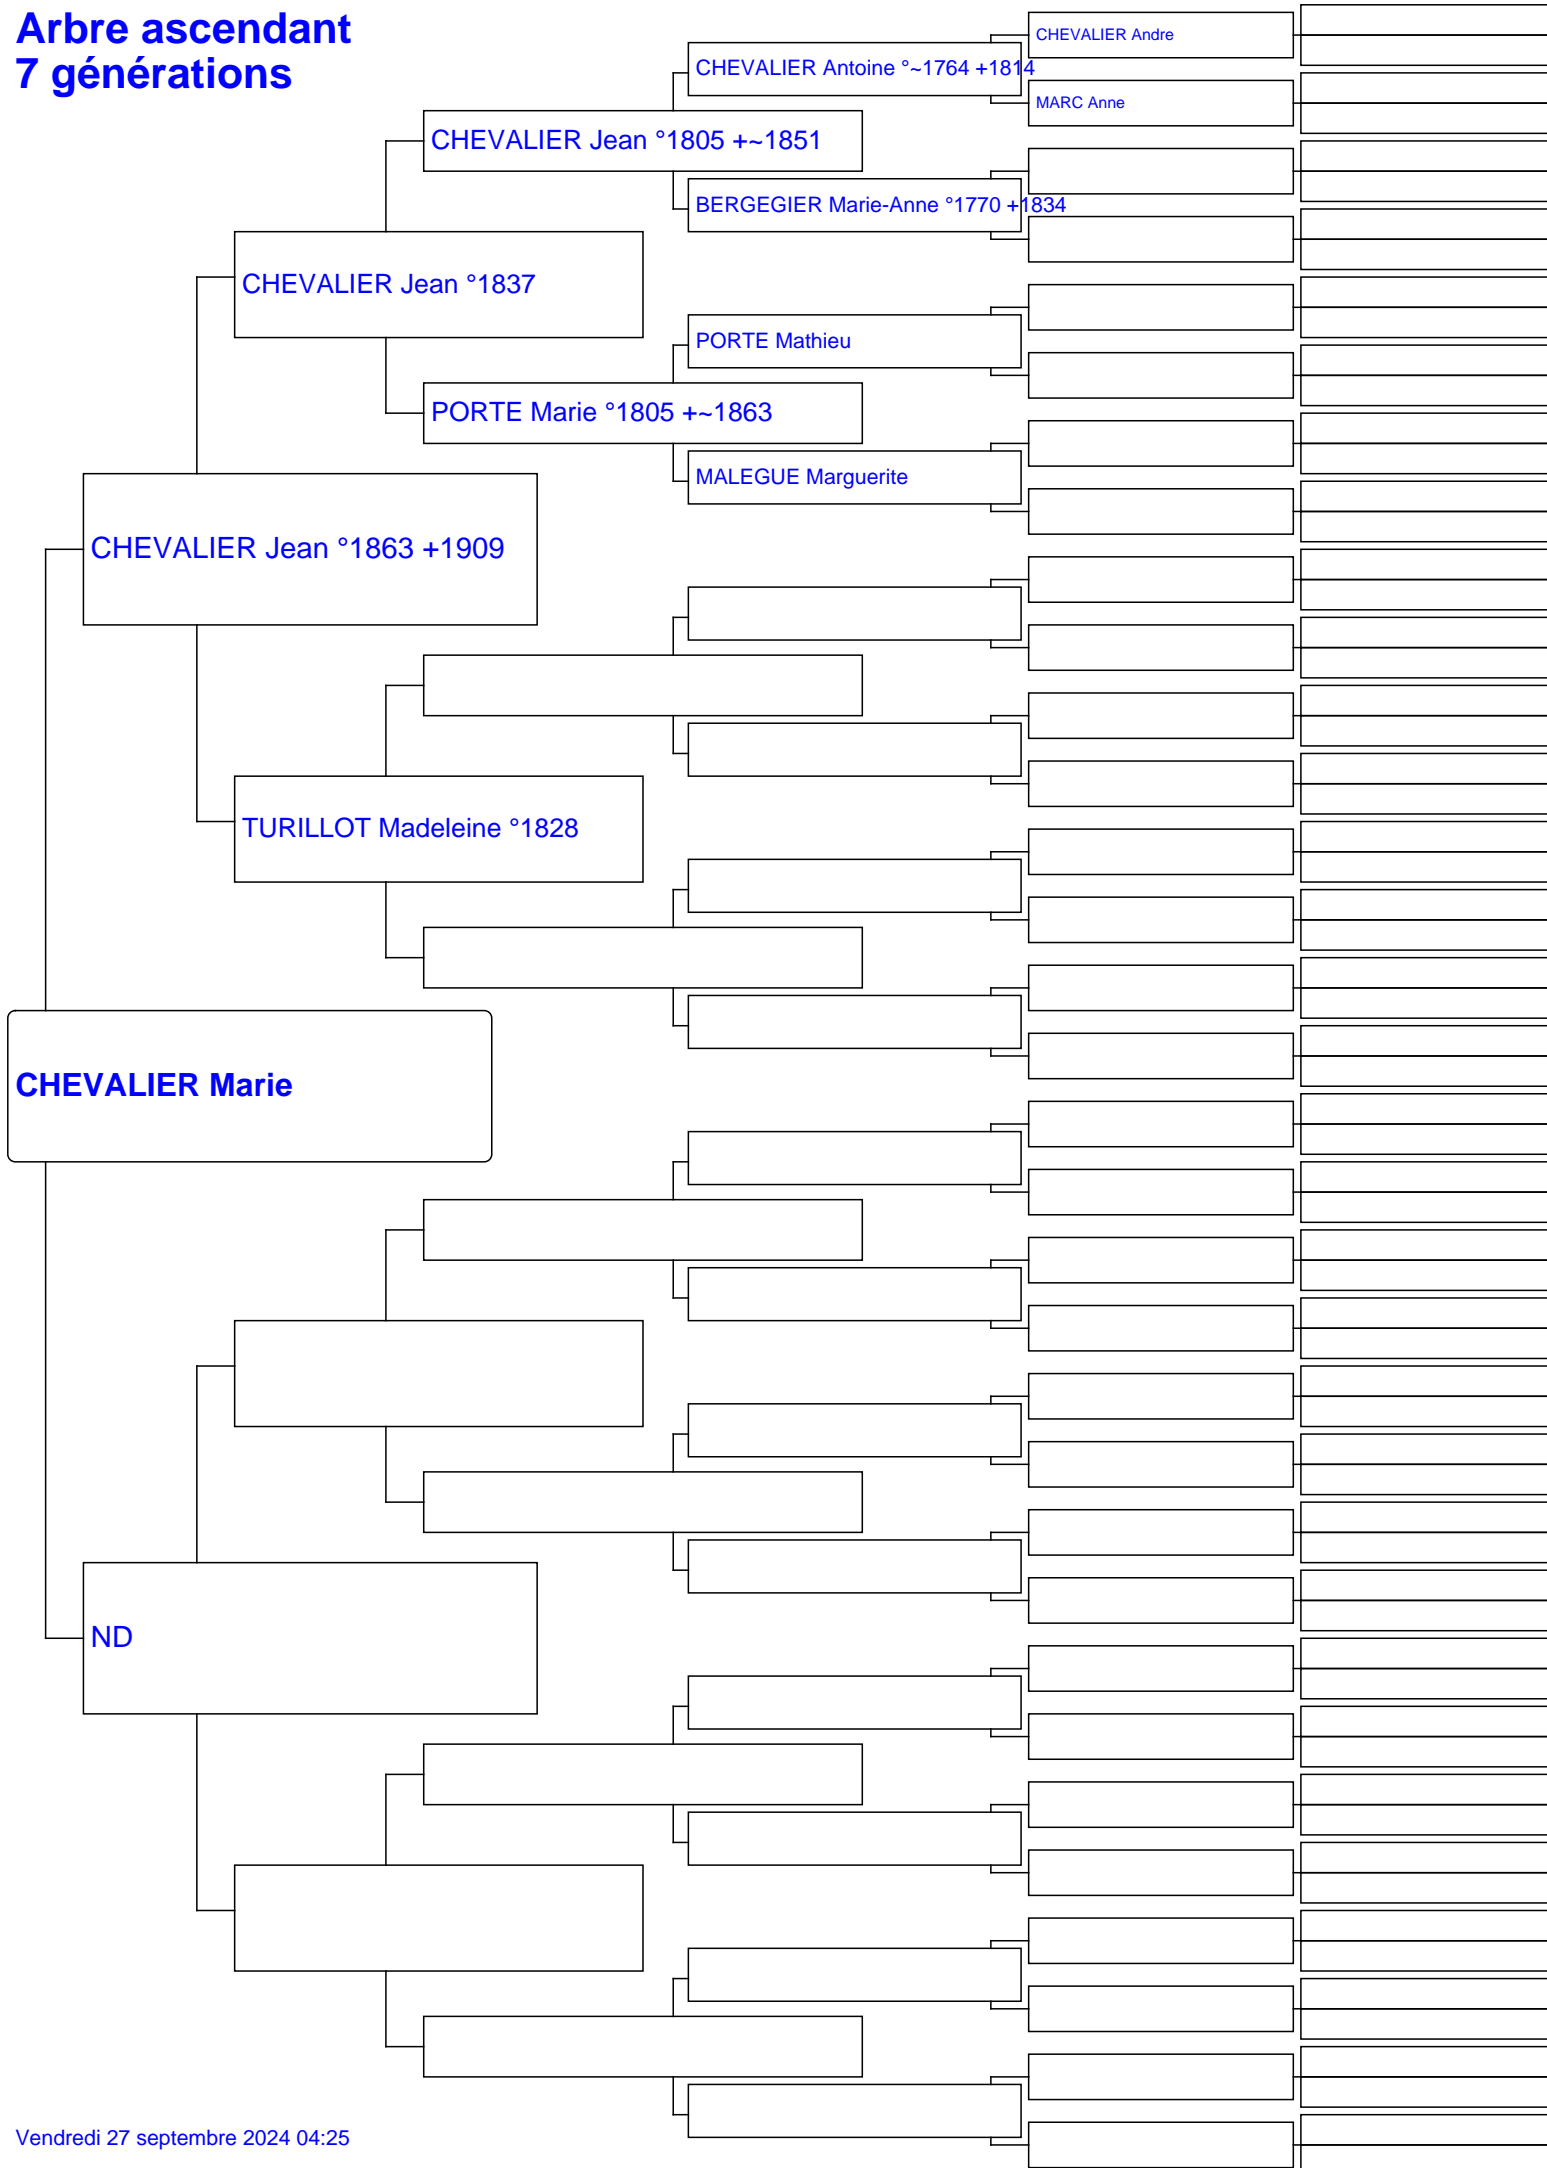 Arbre ascendant
7 générations
CHEVALIER Andre
CHEVALIER Antoine °~1764 +1814
MARC Anne
CHEVALIER Jean °1805 +~1851
BERGEGIER Marie-Anne °1770 +1834
CHEVALIER Jean °1837
PORTE Mathieu
PORTE Marie °1805 +~1863
MALEGUE Marguerite
CHEVALIER Jean °1863 +1909
TURILLOT Madeleine °1828
CHEVALIER Marie
ND
Vendredi 27 septembre 2024 04:25